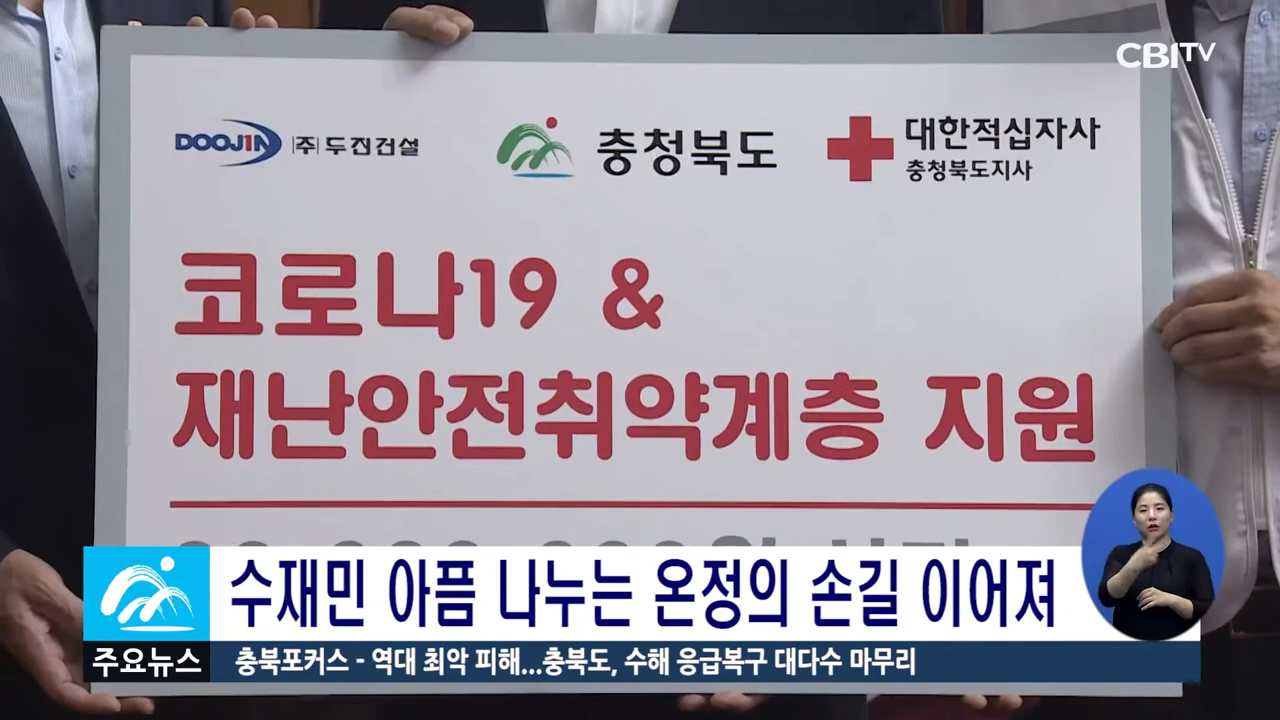 CBITV
DOOJIN (주)두진건설
충청북도
대한적십자사
충청북도지사
코로나19 &
재난안전취약계층 지원
수재민 아픔 나누는 온정의 손길 이어져
주요뉴스
충북포커스 - 역대 최악 피해...충북도, 수해 응급복구 대다수 마무리